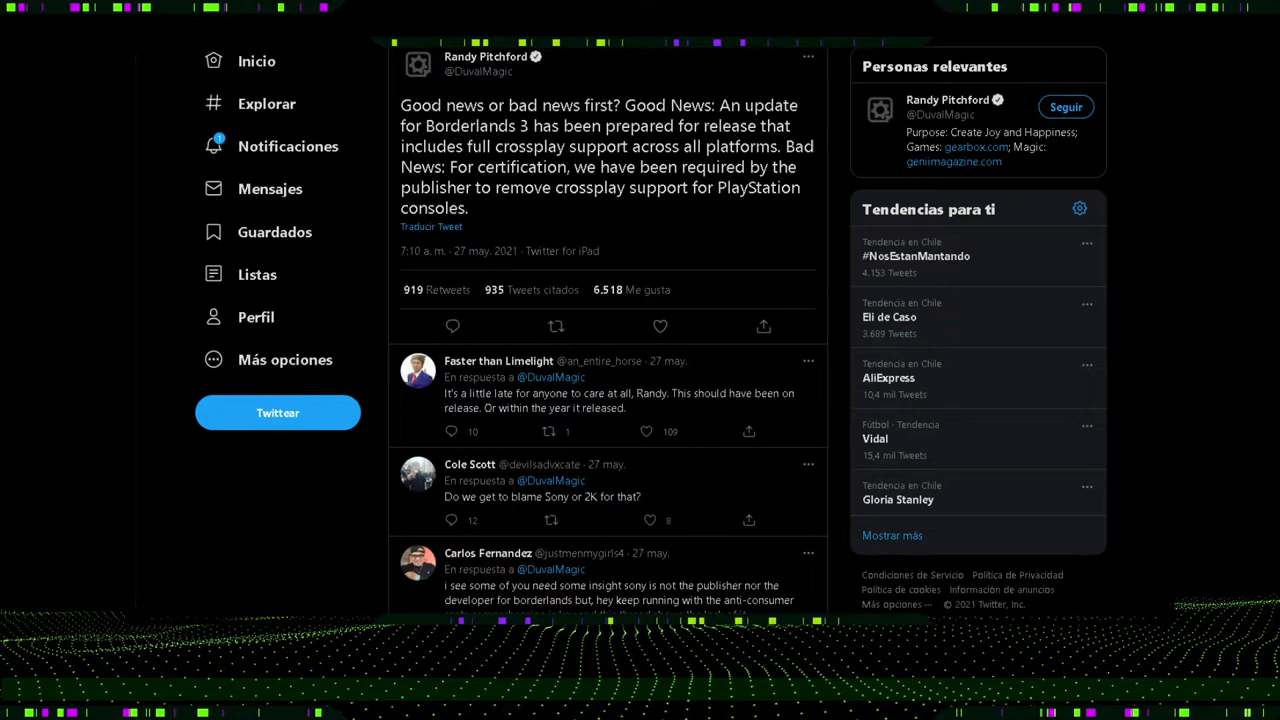 Inicio
Explorar
1
Notificaciones
Mensajes
Guardados
Listas
Perfil
Más opciones
Twittear
Randy Pitchford
@DuvalMagic
Good news or bad news first? Good News: An update
for Borderlands 3 has been prepared for release that
includes full crossplay support across all platforms. Bad
News: For certification, we have been required by the
publisher to remove crossplay support for PlayStation
consoles.
Traducir Tweet
7:10 a. m. · 27 may. 2021 · Twitter for iPad
919 Retweets 935 Tweets citados 6.518 Me gusta
Faster than Limelight @an_entire_horse · 27 may.
En respuesta a @DuvalMagic
It's a little late for anyone to care at all, Randy. This should have been on
release. Or within the year it released.
10 1 109
Cole Scott @devilsadvxcate · 27 may.
En respuesta a @DuvalMagic
Do we get to blame Sony or 2K for that?
12 8
Carlos Fernandez @justmenmygirls4 · 27 may.
En respuesta a @DuvalMagic
i see some of you need some insight sony is not the publisher nor the
developer for borderlands but, hey keep running with the anti-consumer
Personas relevantes
Randy Pitchford
@DuvalMagic
Seguir
Purpose: Create Joy and Happiness;
Games: gearbox.com; Magic:
geniimagazine.com
Tendencias para ti
Tendencia en Chile
#NosEstanMantando
4.153 Tweets
Tendencia en Chile
Eli de Caso
3.689 Tweets
Tendencia en Chile
AliExpress
10,4 mil Tweets
Fútbol · Tendencia
Vidal
15,4 mil Tweets
Tendencia en Chile
Gloria Stanley
Mostrar más
Condiciones de Servicio Política de Privacidad
Política de cookies Información de anuncios
Más opciones ··· © 2021 Twitter, Inc.